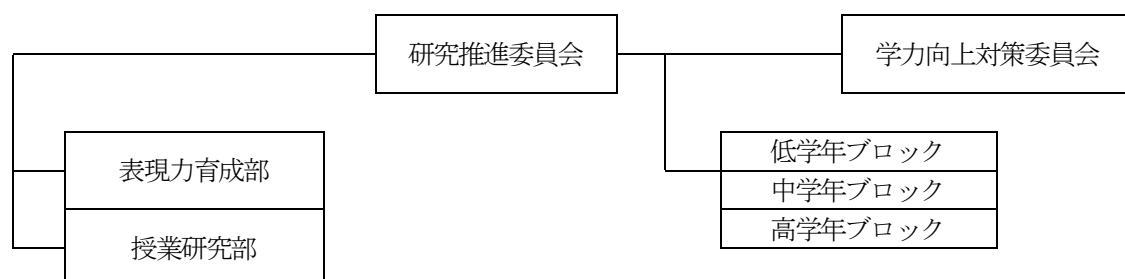 研究推進委員会
学力向上対策委員会
表現力育成部
授業研究部
低学年ブロック
中学年ブロック
高学年ブロック